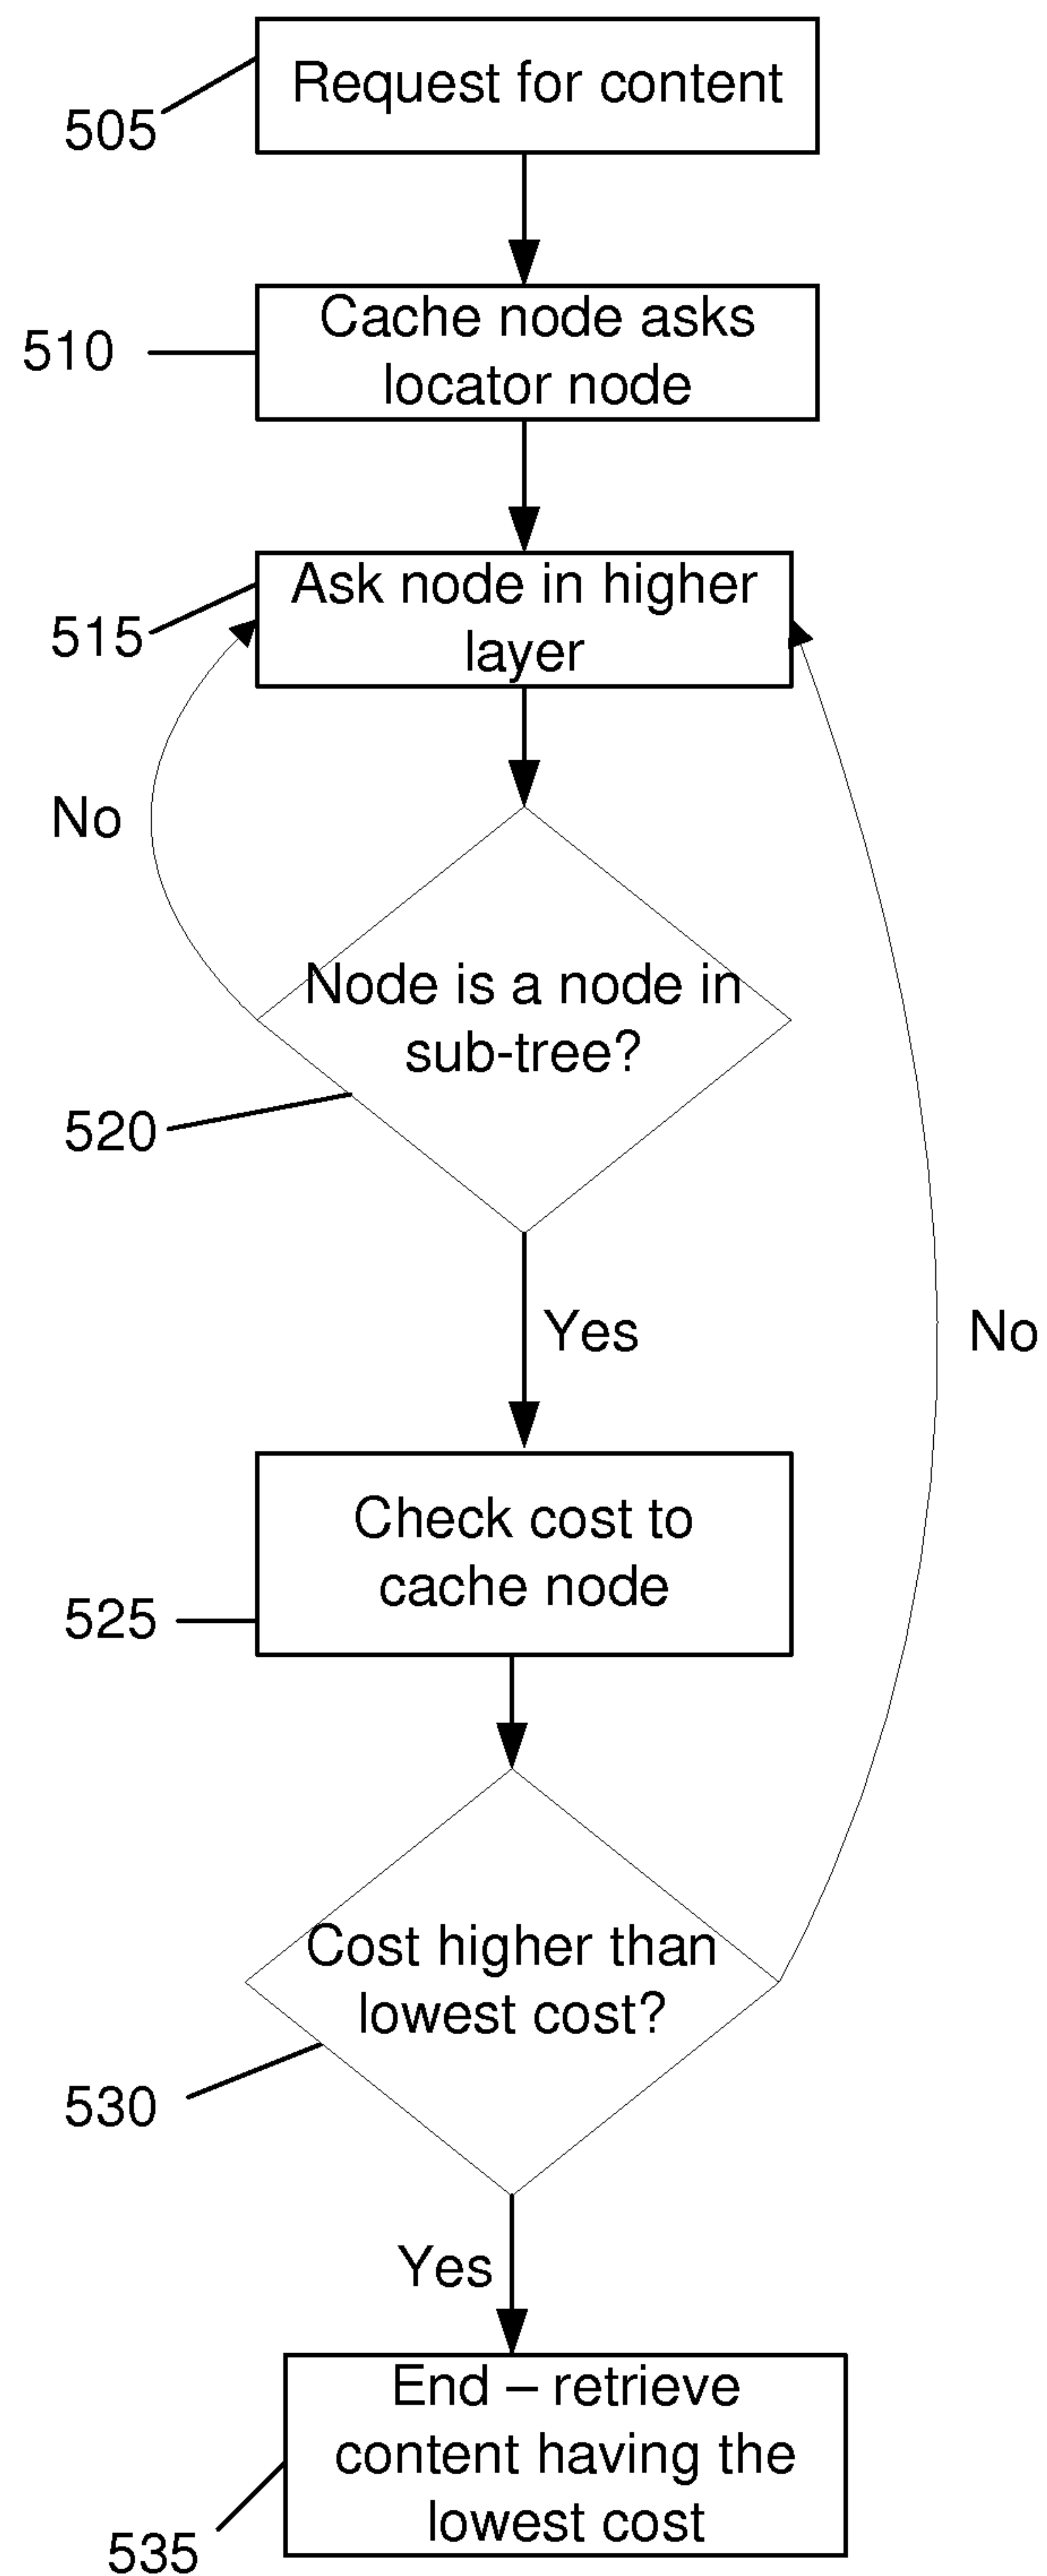 Request for content
505
Cache node asks
locator node
510
Ask node in higher
layer
515
No
Node is a node in
sub-tree?
520
Yes
No
Check cost to
cache node
525
Cost higher than
lowest cost?
530
Yes
End – retrieve
content having the
lowest cost
535